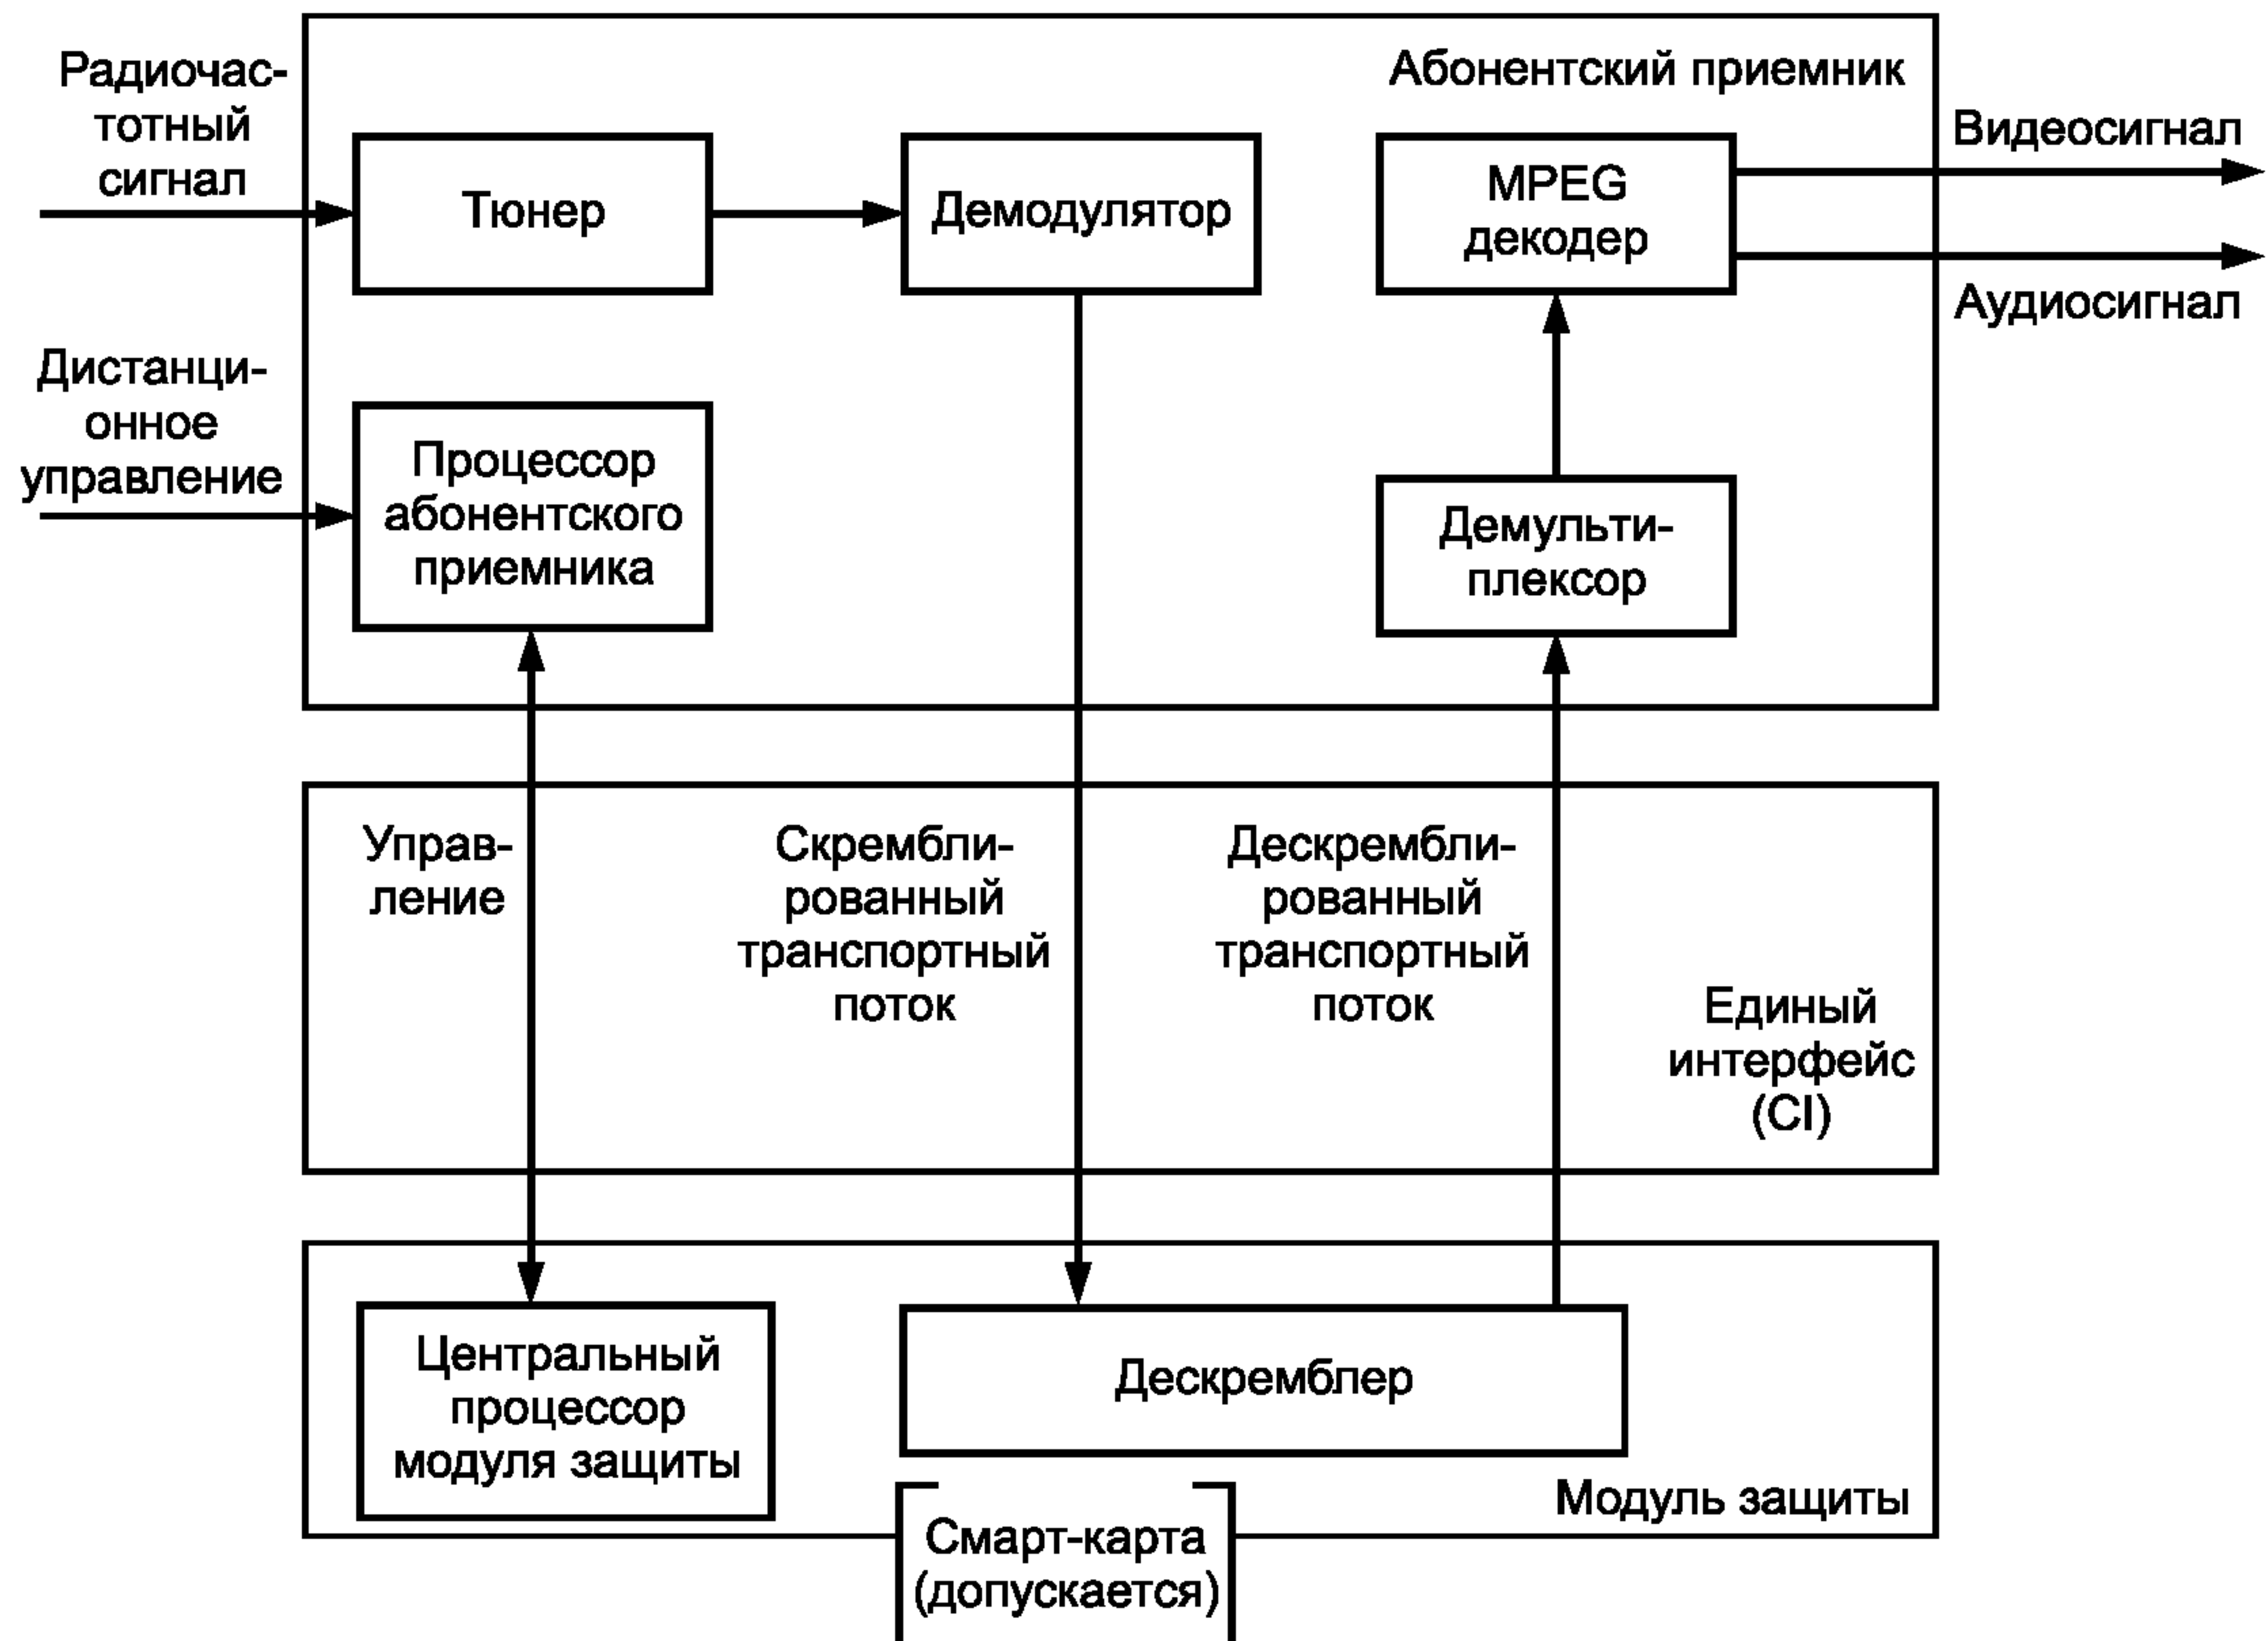 Абонентский приемник
Радиочас-
тотный
сигнал
Тюнер
Демодулятор
MPEG
декодер
Видеосигнал
Аудиосигнал
Дистанци-
онное
управление
Процессор
абонентского
приемника
Демульти-
плексор
Управ-
ление
Скрембли-
рованный
транспортный
поток
Дескрембли-
рованный
транспортный
поток
Единый
интерфейс
(CI)
Центральный
процессор
модуля защиты
Дескремблер
Модуль защиты
Смарт-карта
(допускается)